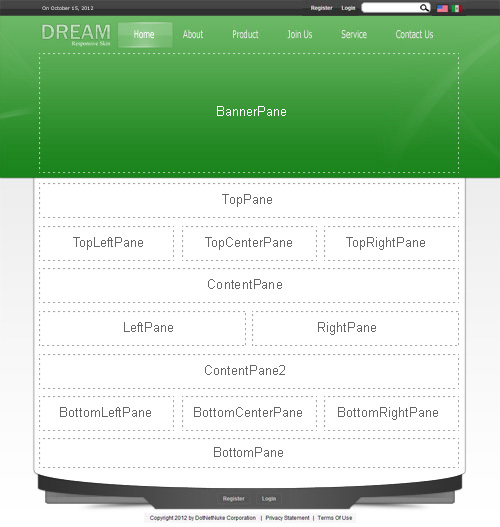 On October 15, 2012 Register Login
DREAM
Responsive Skin
Home About Product Join Us Service Contact Us
BannerPane
TopPane
TopLeftPane TopCenterPane TopRightPane
ContentPane
LeftPane RightPane
ContentPane2
BottomLeftPane BottomCenterPane BottomRightPane
BottomPane
Register Login
Copyright 2012 by DotNetNuke Corporation | Privacy Statement | Terms Of Use